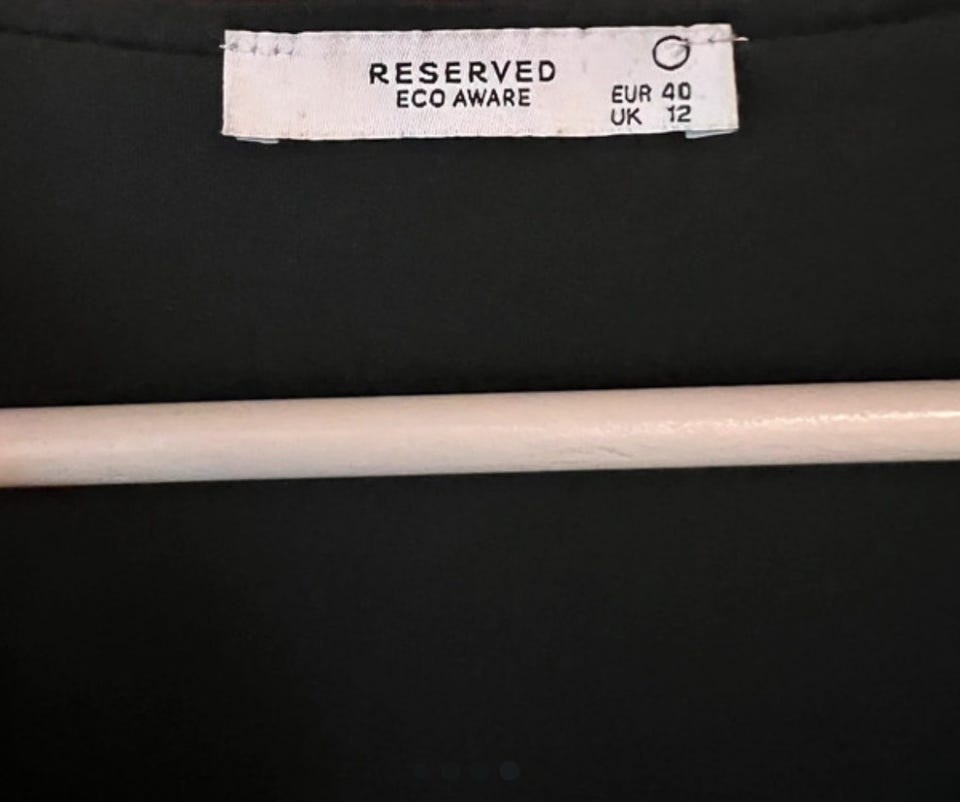 RESERVED
ECO AWARE
EUR 40
UK 12